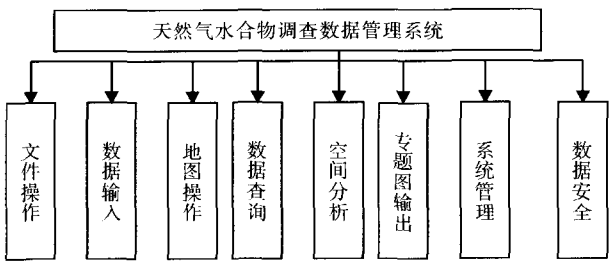 天然气水合物调查数据管理系统
文件操作
数据输入
地图操作
数据查询
空间分析
专题图输出
系统管理
数据安全